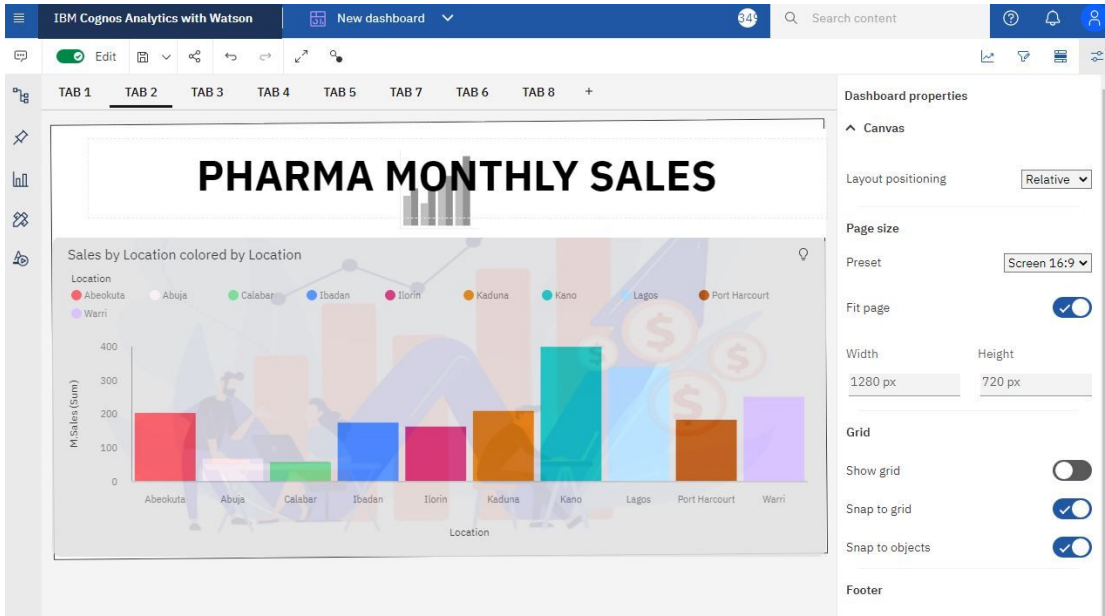 IBM Cognos Analytics with Watson
New dashboard
349
Search content
Edit
TAB 1 TAB 2 TAB 3 TAB 4 TAB 5 TAB 7 TAB 6 TAB 8 +
PHARMA MONTHLY SALES
Sales by Location colored by Location
Location
Abeokuta Abuja Calabar Ibadan Ilorin Kaduna Kano Lagos Port Harcourt
Warri
M.Sales (Sum)
400
300
200
100
0
Abeokuta Abuja Calabar Ibadan Ilorin Kaduna Kano Lagos Port Harcourt Warri
Location
Dashboard properties
Canvas
Layout positioning Relative
Page size
Preset Screen 16:9
Fit page
Width Height
1280 px 720 px
Grid
Show grid
Snap to grid
Snap to objects
Footer